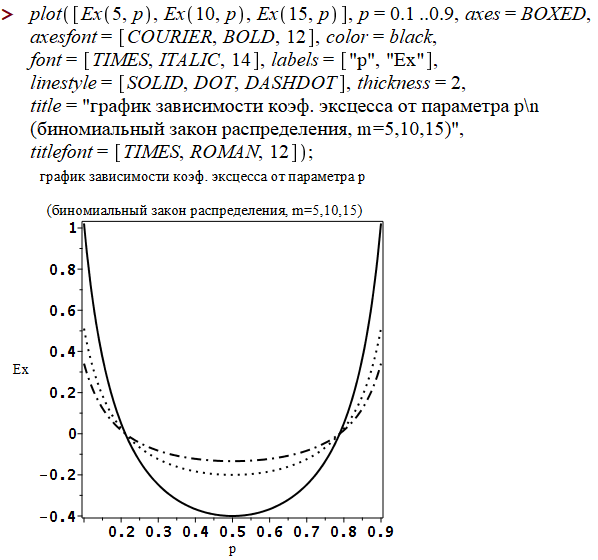 > plot([Ex(5, p), Ex(10, p), Ex(15, p)], p = 0.1 ..0.9, axes = BOXED,
axesfont = [COURIER, BOLD, 12], color = black,
font = [TIMES, ITALIC, 14], labels = ["p", "Ex"],
linestyle = [SOLID, DOT, DASHDOT], thickness = 2,
title = "график зависимости коэф. эксцесса от параметра p\n
(биномиальный закон распределения, m=5,10,15)",
titlefont = [TIMES, ROMAN, 12]);
график зависимости коэф. эксцесса от параметра p
(биномиальный закон распределения, m=5,10,15)
1
0.8
0.6
0.4
Ex
0.2
0
-0.2
-0.4
0.2 0.3 0.4 0.5 0.6 0.7 0.8 0.9
p